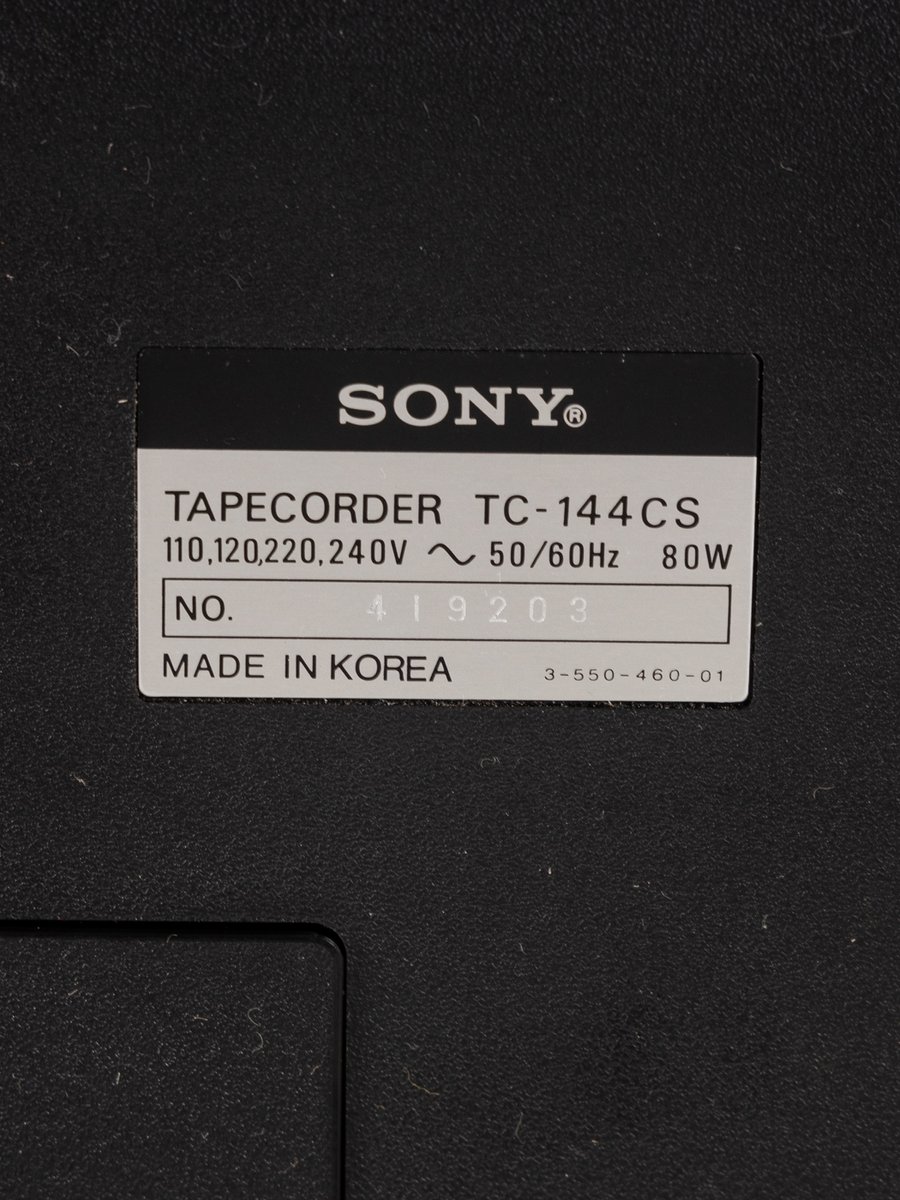 SONY®
TAPECORDER TC-144CS
110,120,220,240V ~ 50/60Hz 80W
NO. 419203
MADE IN KOREA 3-550-460-01